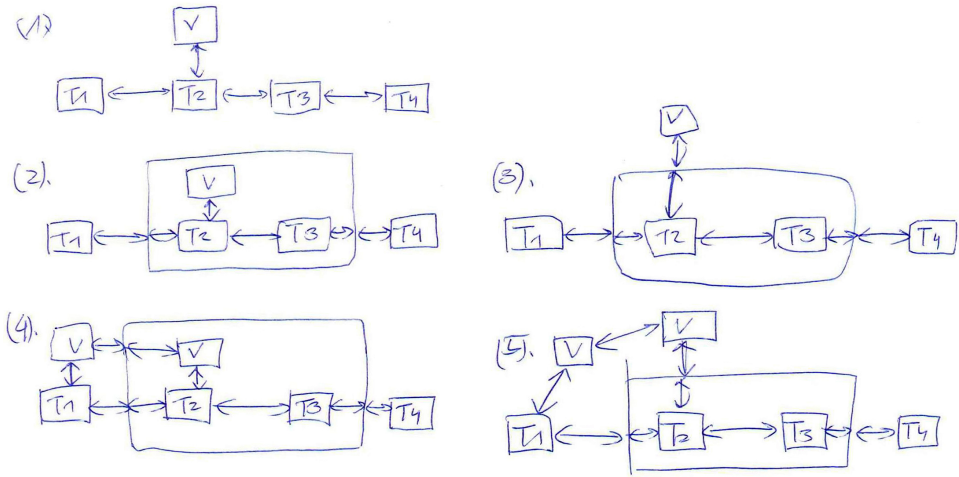 (1)
V
T1 T2 T3 T4
(2).
V
T1 T2 T3 T4
(3).
V
T1 T2 T3 T4
(4).
V V
T1 T2 T3 T4
(5).
V V
T1 T2 T3 T4